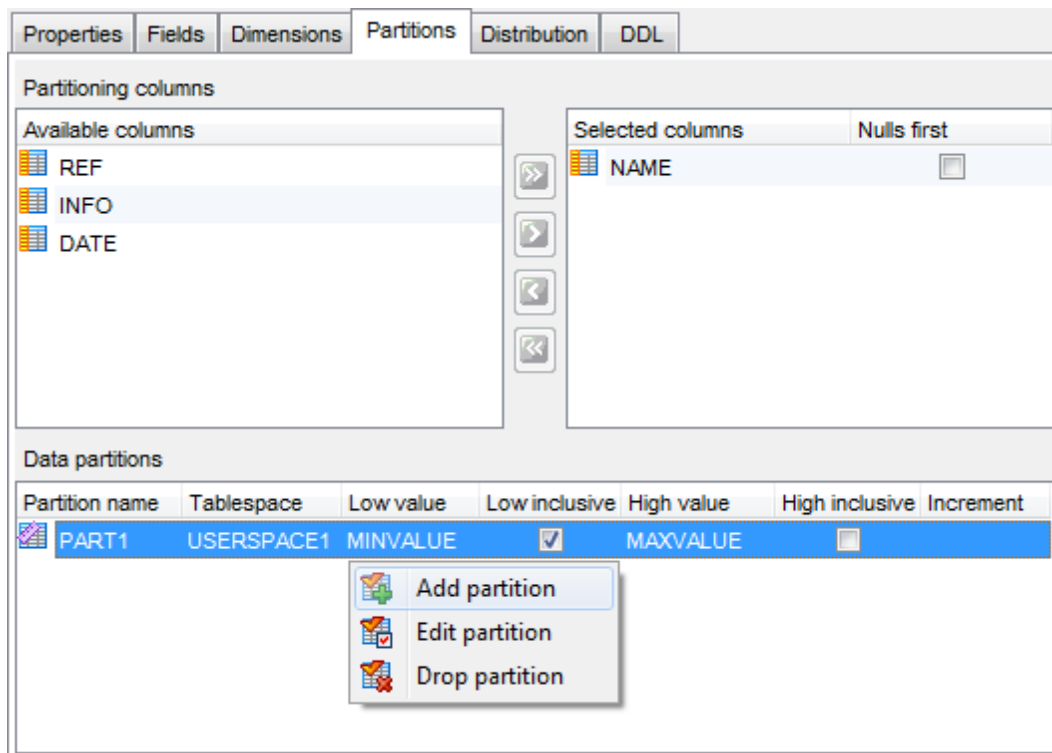 Properties Fields Dimensions Partitions Distribution DDL
Partitioning columns
Available columns
REF
INFO
DATE
Selected columns Nulls first
NAME
Data partitions
Partition name Tablespace Low value Low inclusive High value High inclusive Increment
PART1 USERSPACE1 MINVALUE MAXVALUE
Add partition
Edit partition
Drop partition